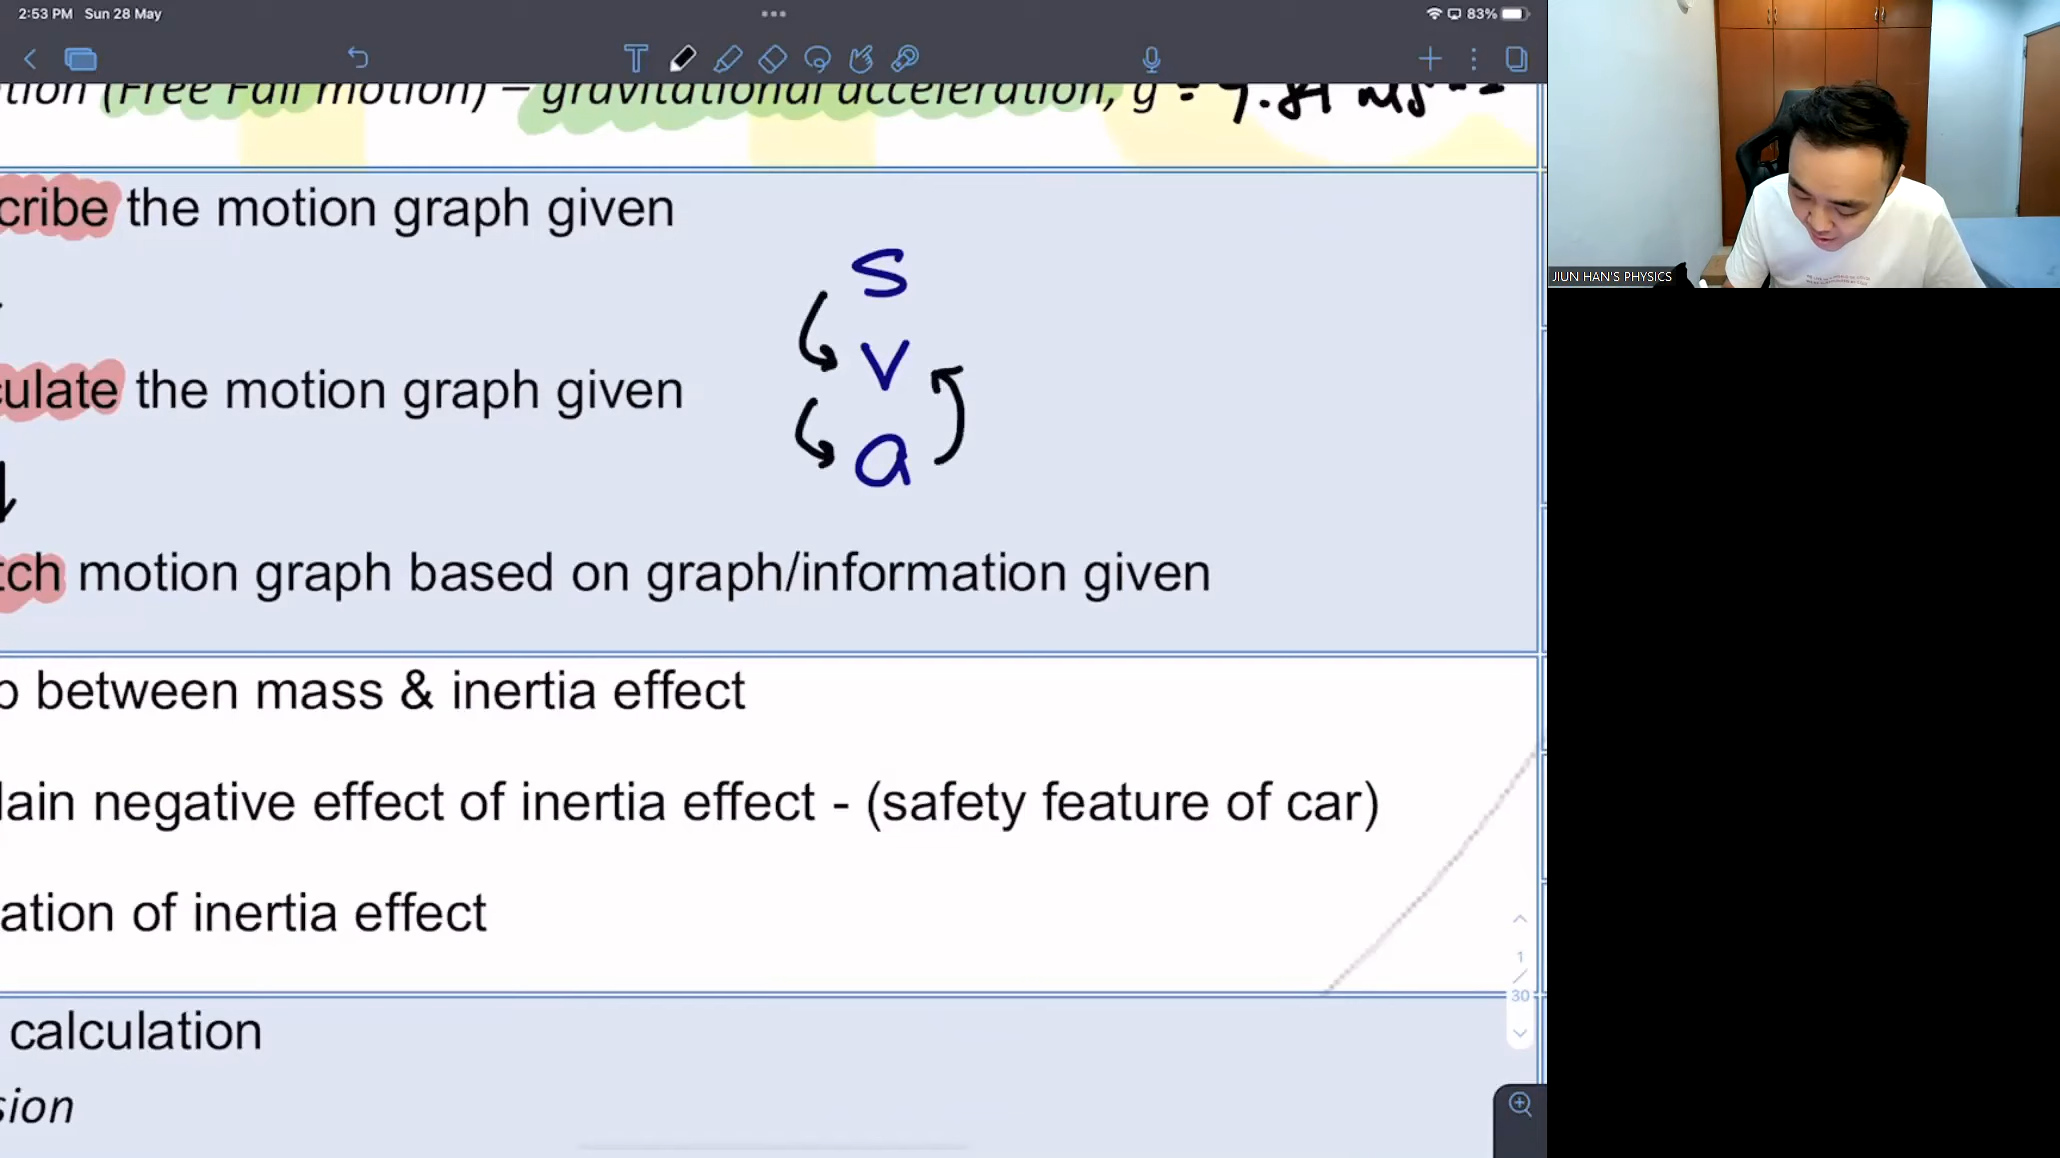 2:53 PM Sun 28 May
83%
(Free Fall motion) – gravitational acceleration, g = 9.81 ms⁻²
cribe the motion graph given
s
v
ulate the motion graph given
a
tch motion graph based on graph/information given
between mass & inertia effect
lain negative effect of inertia effect - (safety feature of car)
ation of inertia effect
1
30
calculation
sion
JIUN HAN'S PHYSICS